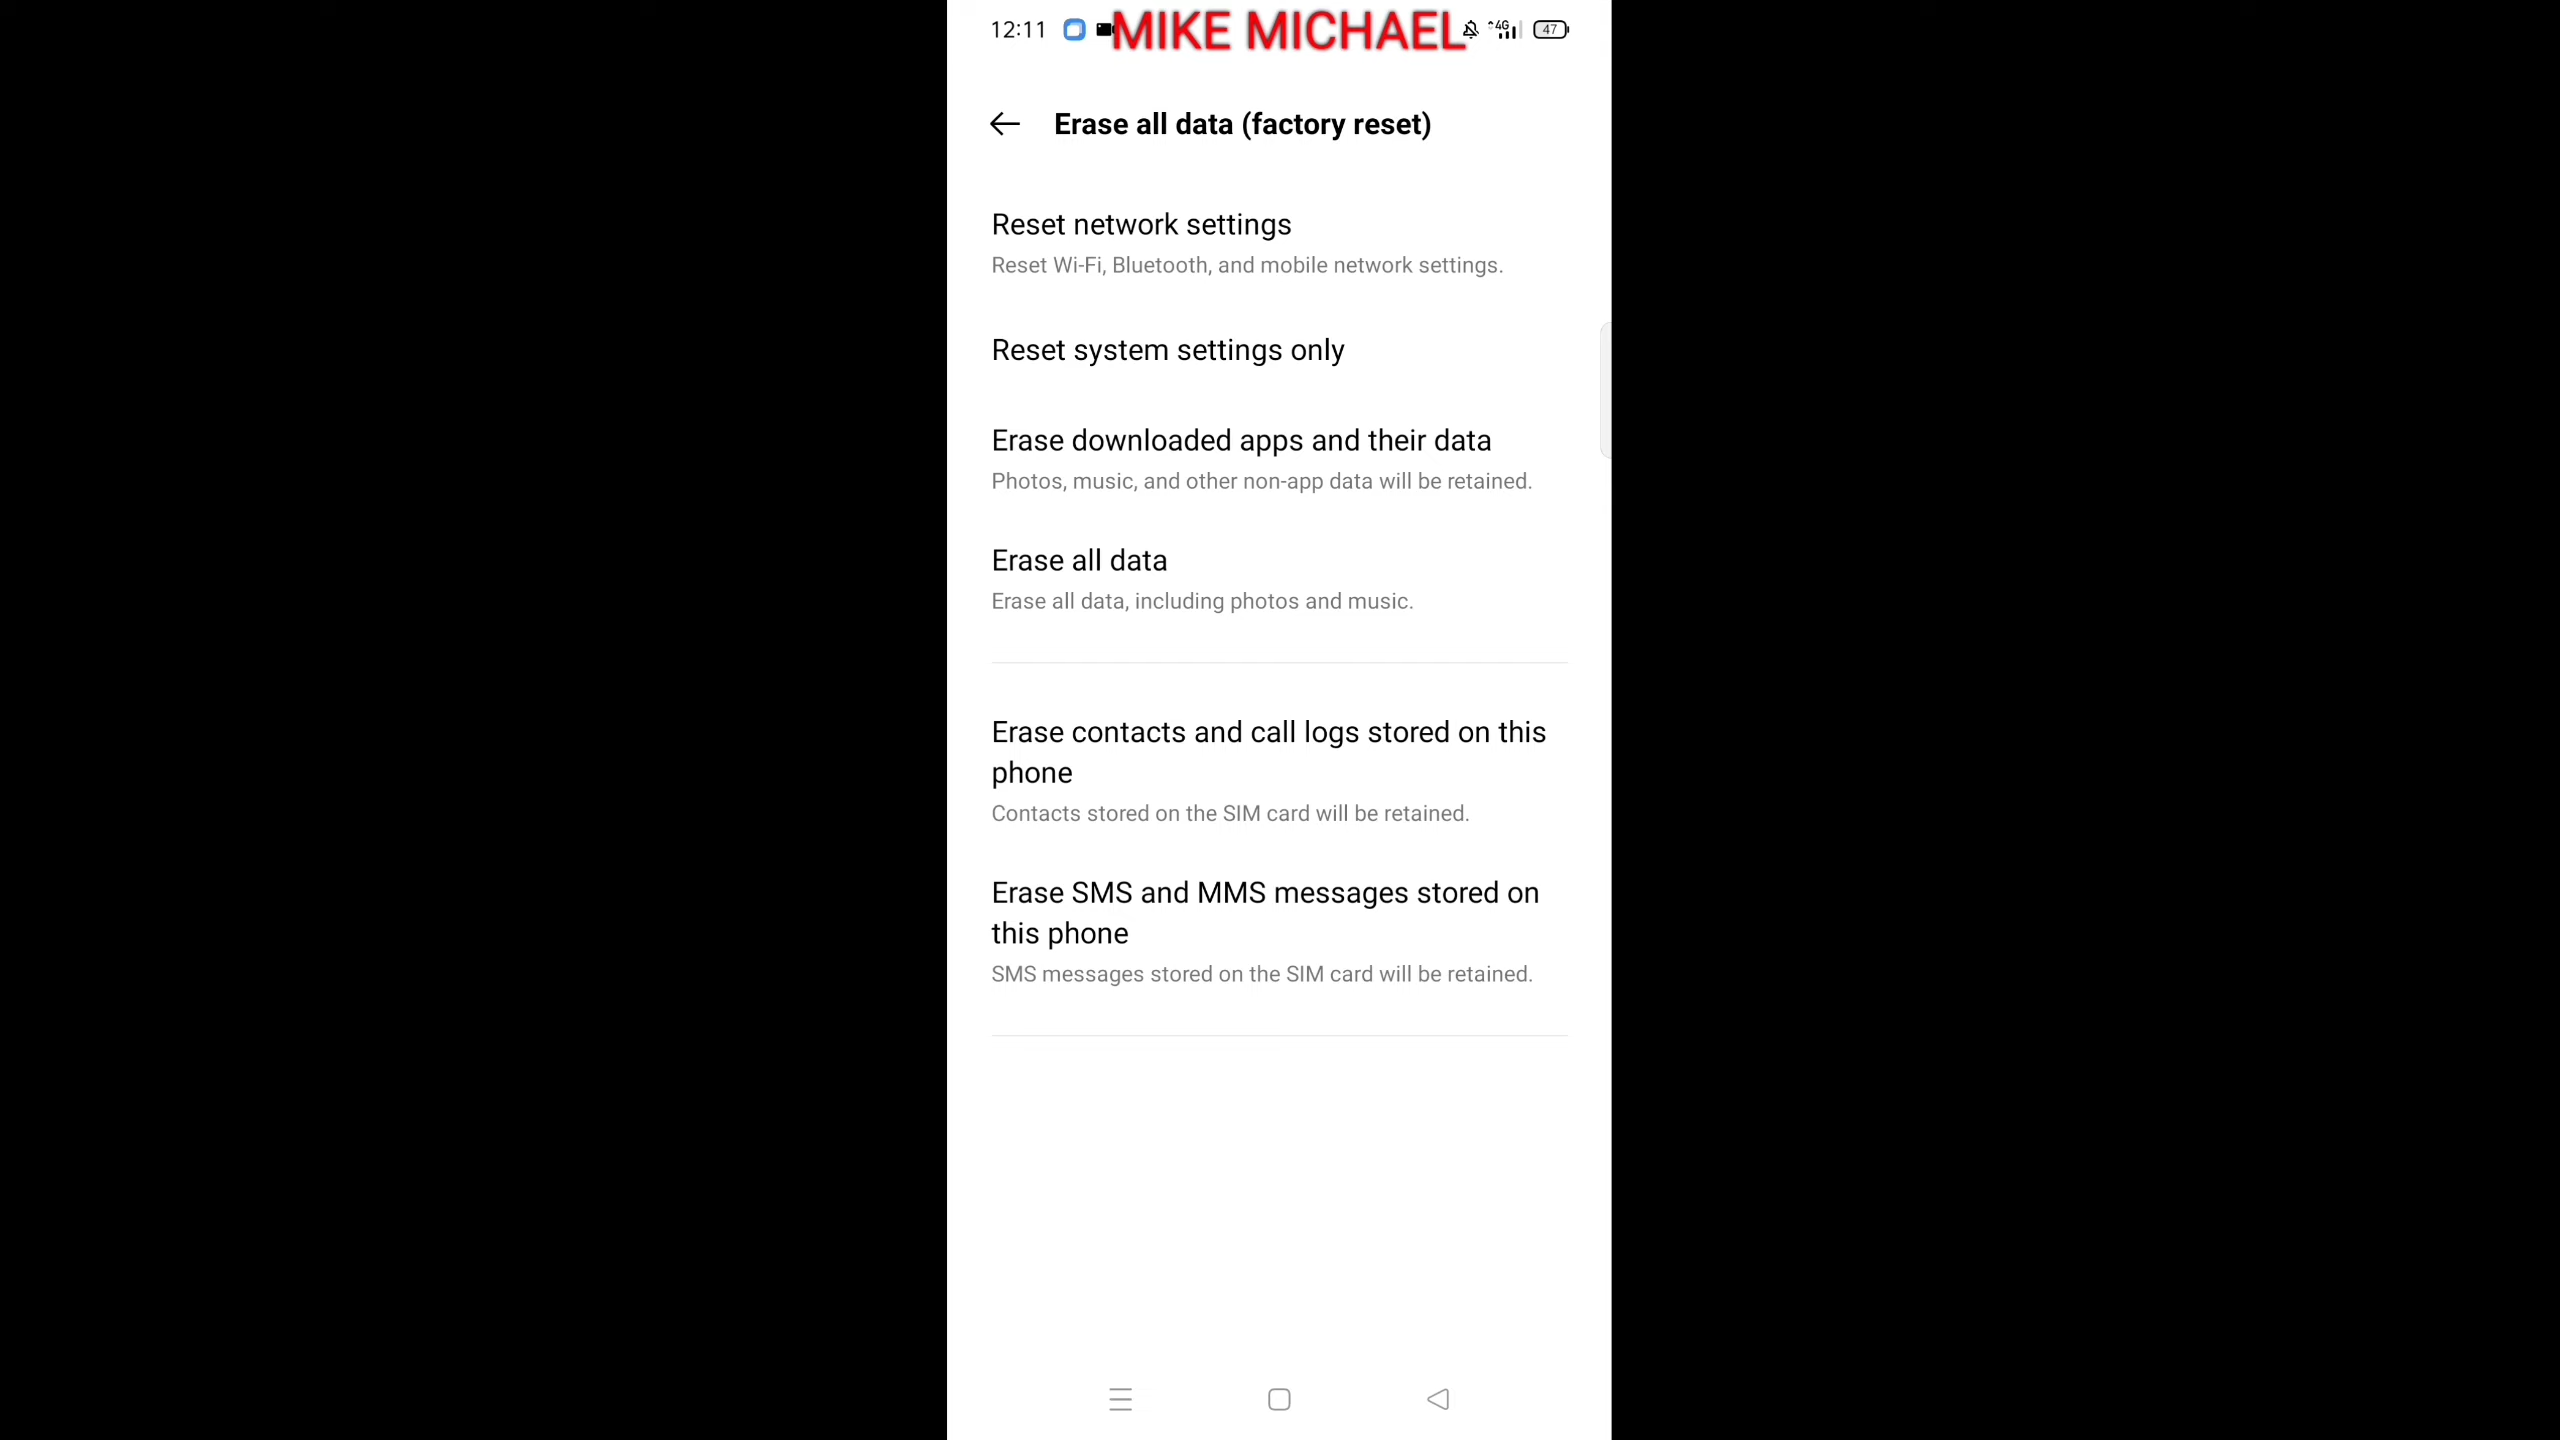 12:11 MIKE MICHAEL 4G 47
Erase all data (factory reset)
Reset network settings
Reset Wi-Fi, Bluetooth, and mobile network settings.
Reset system settings only
Erase downloaded apps and their data
Photos, music, and other non-app data will be retained.
Erase all data
Erase all data, including photos and music.
Erase contacts and call logs stored on this
phone
Contacts stored on the SIM card will be retained.
Erase SMS and MMS messages stored on
this phone
SMS messages stored on the SIM card will be retained.